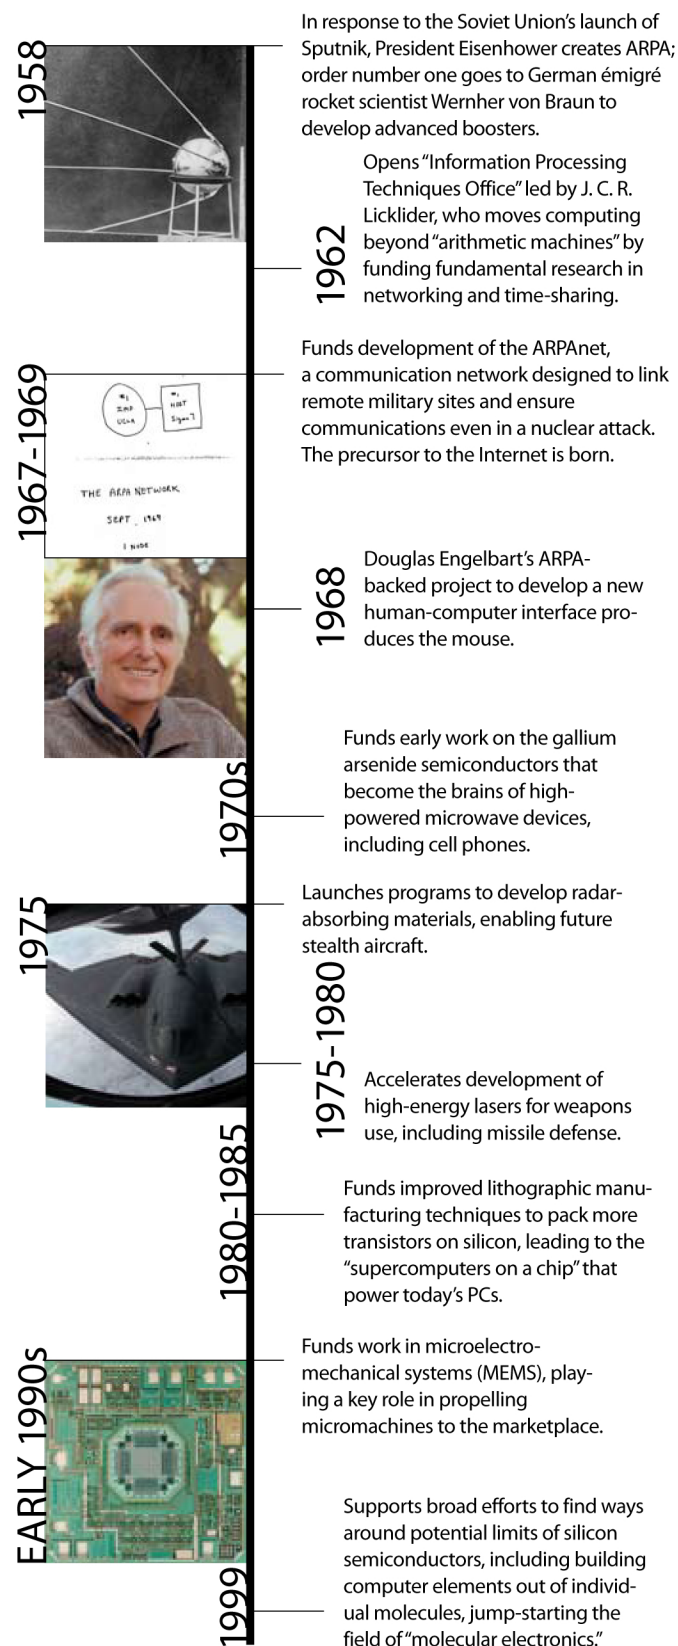 1958
In response to the Soviet Union’s launch of
Sputnik, President Eisenhower creates ARPA;
order number one goes to German émigré
rocket scientist Wernher von Braun to
develop advanced boosters.
1962
Opens “Information Processing
Techniques Office” led by J. C. R.
Licklider, who moves computing
beyond “arithmetic machines” by
funding fundamental research in
networking and time-sharing.
1967-1969
Funds development of the ARPAnet,
a communication network designed to link
remote military sites and ensure
communications even in a nuclear attack.
The precursor to the Internet is born.
#1
IMP
UCLA
#1
HOST
Sigma 7
THE ARPA NETWORK
SEPT 1969
1 NODE
1968
Douglas Engelbart’s ARPA-
backed project to develop a new
human-computer interface pro-
duces the mouse.
1970s
Funds early work on the gallium
arsenide semiconductors that
become the brains of high-
powered microwave devices,
including cell phones.
1975
Launches programs to develop radar-
absorbing materials, enabling future
stealth aircraft.
1975-1980
Accelerates development of
high-energy lasers for weapons
use, including missile defense.
1980-1985
Funds improved lithographic manu-
facturing techniques to pack more
transistors on silicon, leading to the
“supercomputers on a chip” that
power today’s PCs.
EARLY 1990s
Funds work in microelectro-
mechanical systems (MEMS), play-
ing a key role in propelling
micromachines to the marketplace.
1999
Supports broad efforts to find ways
around potential limits of silicon
semiconductors, including building
computer elements out of individ-
ual molecules, jump-starting the
field of “molecular electronics.”